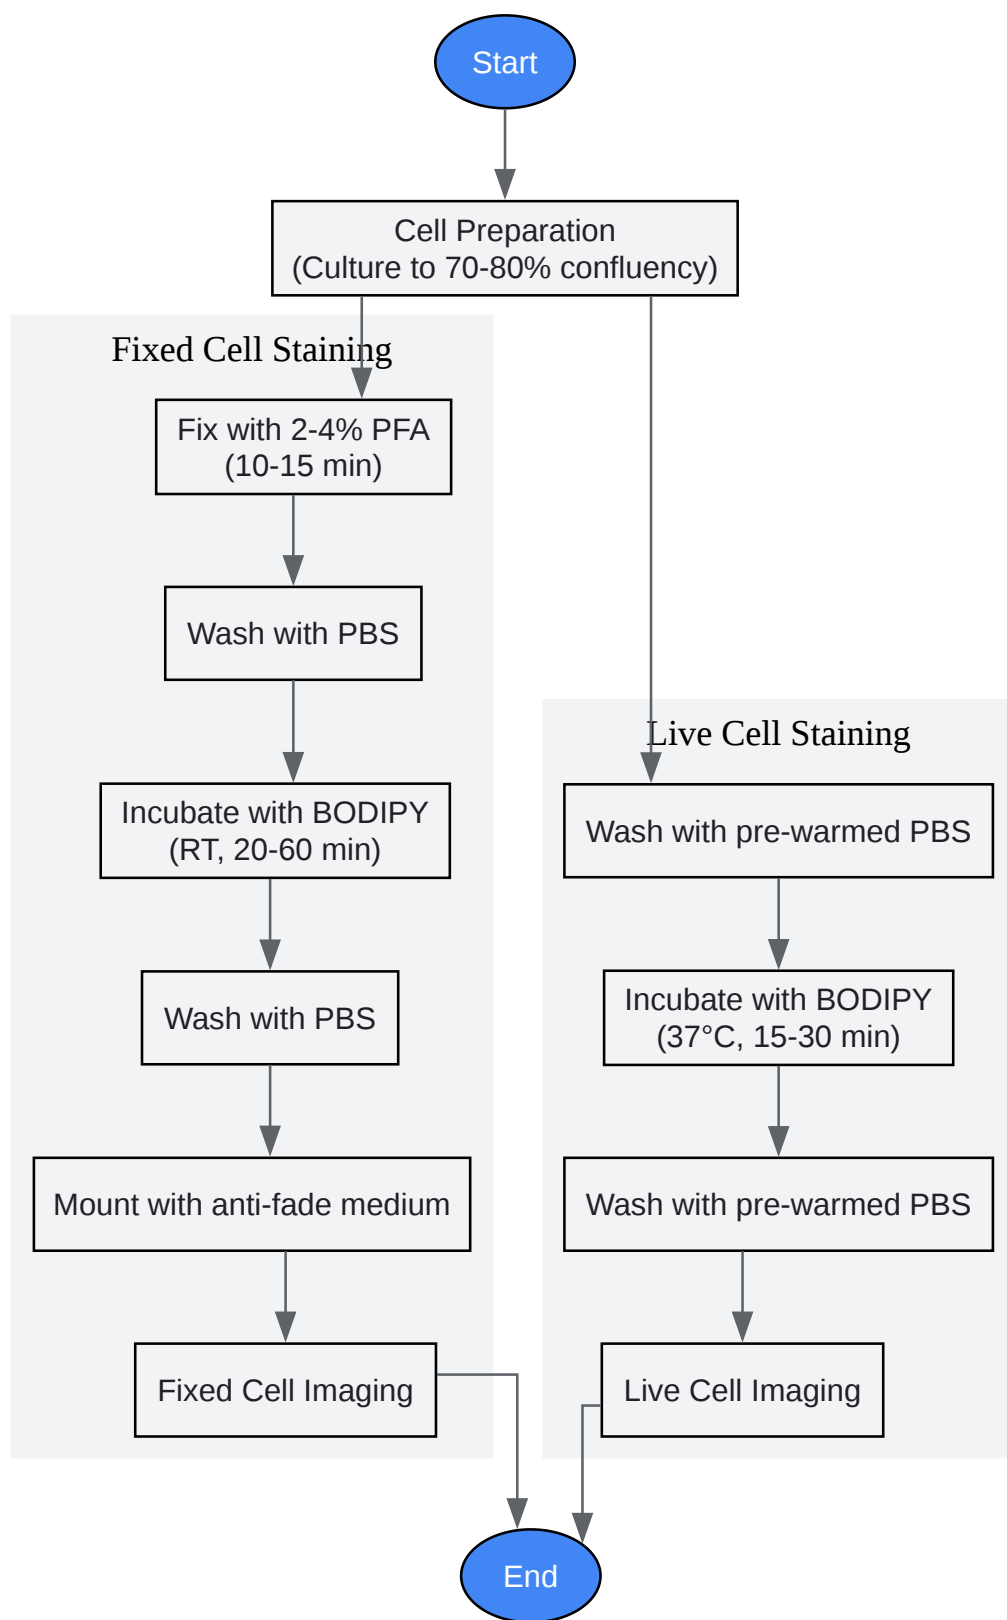 Start
Cell Preparation
(Culture to 70-80% confluency)
Fixed Cell Staining
Fix with 2-4% PFA
(10-15 min)
Wash with PBS
Incubate with BODIPY
(RT, 20-60 min)
Wash with PBS
Mount with anti-fade medium
Fixed Cell Imaging
Live Cell Staining
Wash with pre-warmed PBS
Incubate with BODIPY
(37°C, 15-30 min)
Wash with pre-warmed PBS
Live Cell Imaging
End